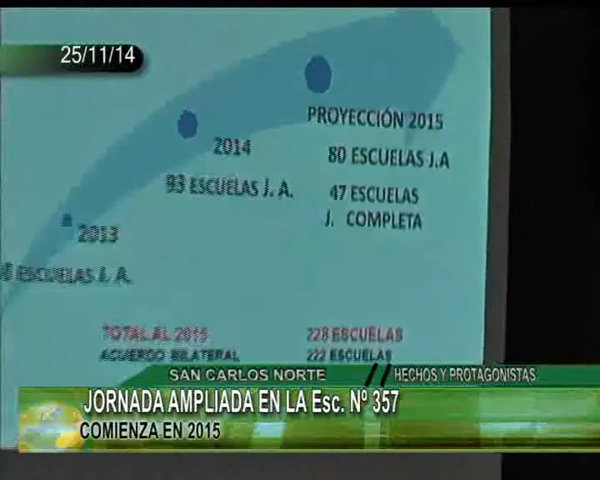 25/11/14
PROYECCIÓN 2015
2014
80 ESCUELAS J.A
93 ESCUELAS J. A.
47 ESCUELAS
J. COMPLETA
2013
ESCUELAS J. A.
TOTAL AL 2015 228 ESCUELAS
ACUERDO BILATERAL 222 ESCUELAS
SAN CARLOS NORTE // HECHOS Y PROTAGONISTAS
JORNADA AMPLIADA EN LA Esc. Nº 357
COMIENZA EN 2015